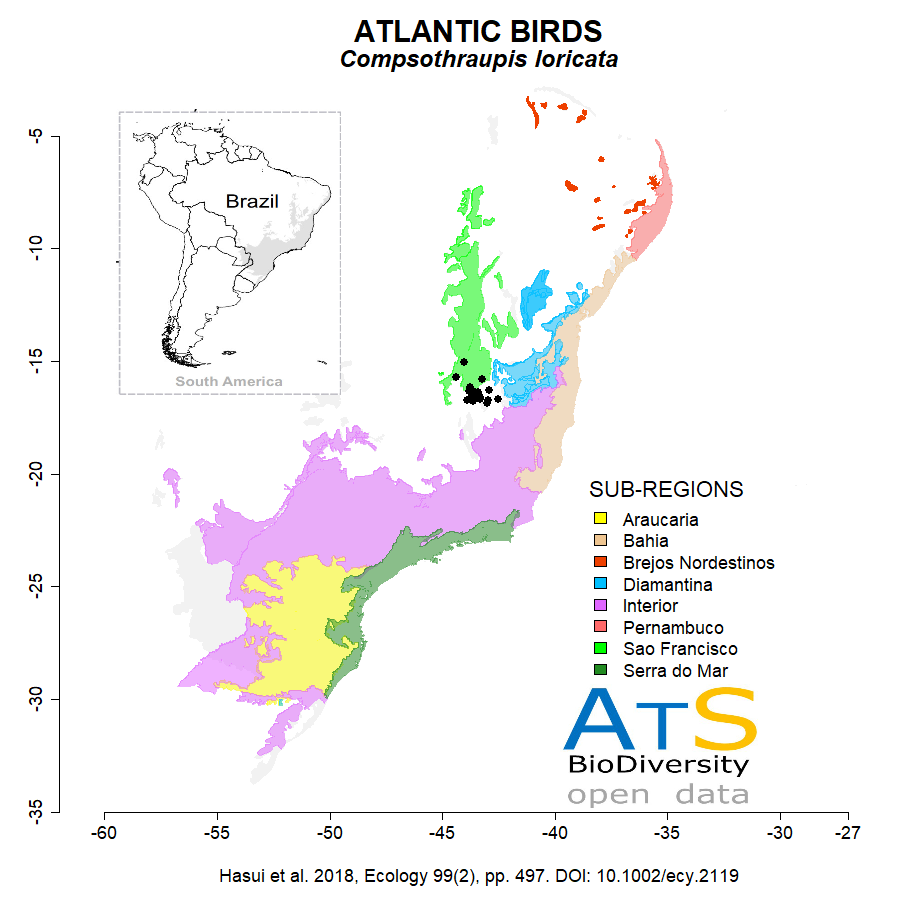 ATLANTIC BIRDS
Compsothraupis loricata
Brazil
South America
-5
-10
-15
-20
-25
-30
-35
SUB-REGIONS
Araucaria
Bahia
Brejos Nordestinos
Diamantina
Interior
Pernambuco
Sao Francisco
Serra do Mar
ATS
BioDiversity
open data
-60
-55
-50
-45
-40
-35
-30
-27
Hasui et al. 2018, Ecology 99(2), pp. 497. DOI: 10.1002/ecy.2119